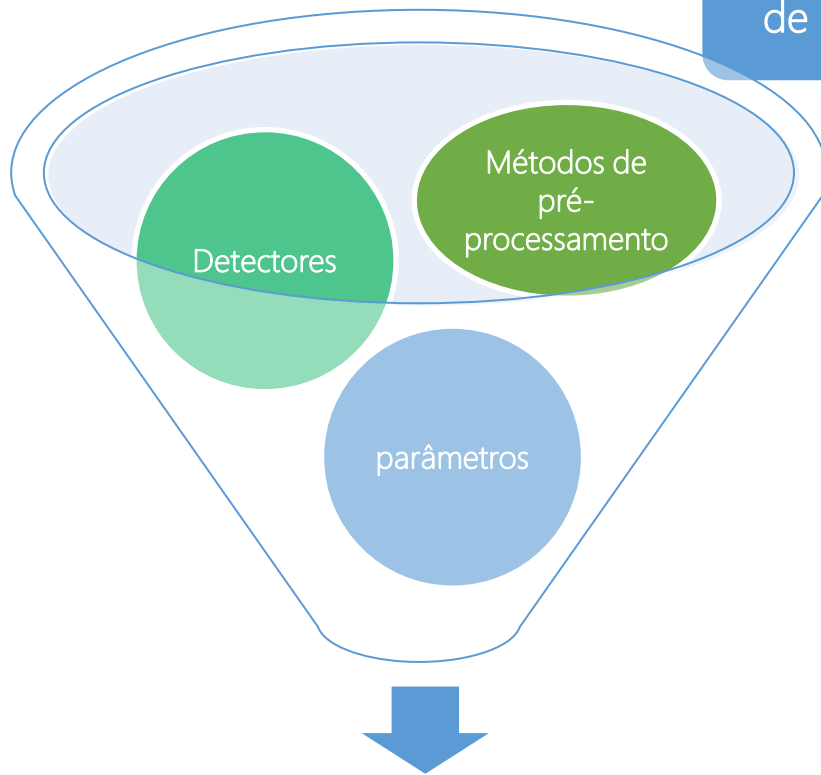 de
Métodos de
pré-
processamento
Detectores
parâmetros